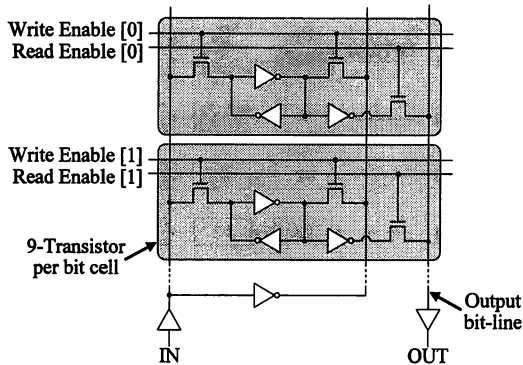 Write Enable [0]
Read Enable [0]
Write Enable [1]
Read Enable [1]
9-Transistor
per bit cell
Output
bit-line
IN
OUT